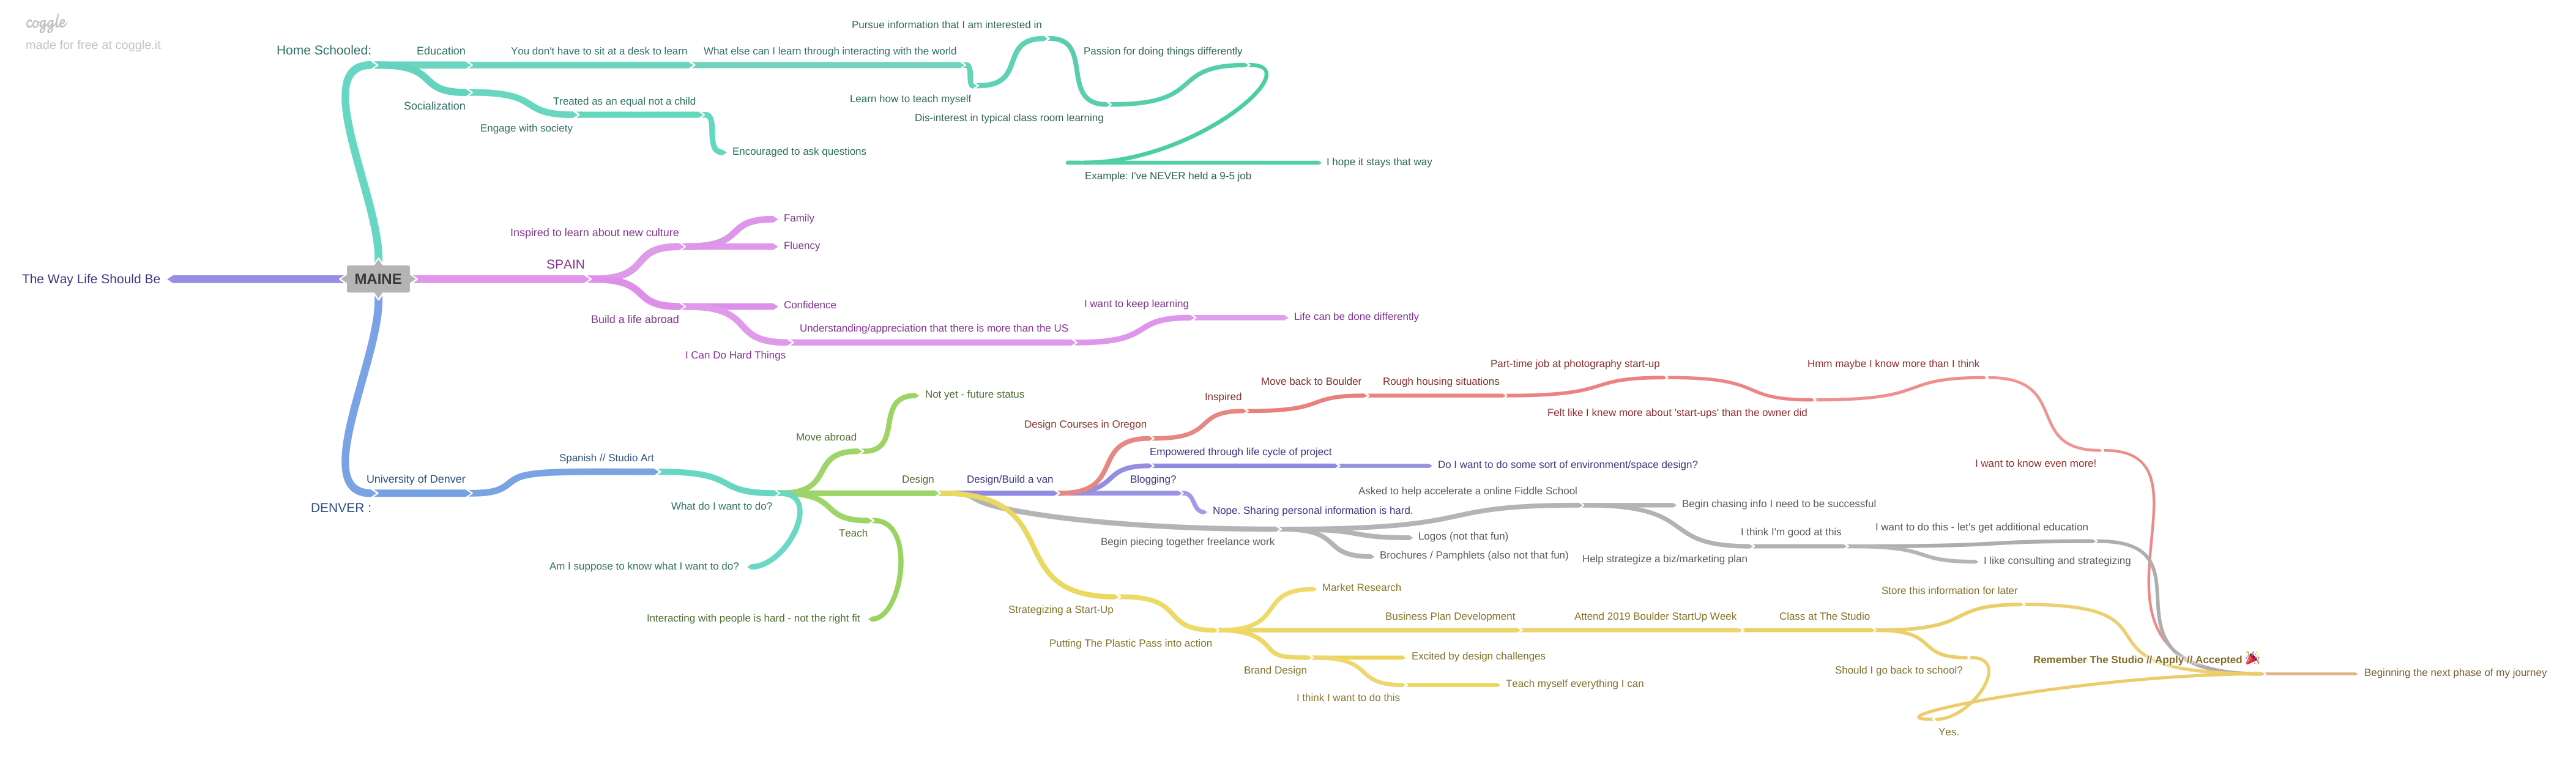 coggle
made for free at coggle.it
Home Schooled:
Education
You don't have to sit at a desk to learn
What else can I learn through interacting with the world
Learn how to teach myself
Pursue information that I am interested in
Dis-interest in typical class room learning
Passion for doing things differently
Example: I've NEVER held a 9-5 job
I hope it stays that way
Socialization
Engage with society
Treated as an equal not a child
Encouraged to ask questions
The Way Life Should Be
MAINE
SPAIN
Inspired to learn about new culture
Family
Fluency
Build a life abroad
Confidence
I Can Do Hard Things
Understanding/appreciation that there is more than the US
I want to keep learning
Life can be done differently
DENVER :
University of Denver
Spanish // Studio Art
What do I want to do?
Am I suppose to know what I want to do?
Move abroad
Not yet - future status
Design
Teach
Interacting with people is hard - not the right fit
Design/Build a van
Design Courses in Oregon
Inspired
Move back to Boulder
Rough housing situations
Part-time job at photography start-up
Felt like I knew more about 'start-ups' than the owner did
Hmm maybe I know more than I think
I want to know even more!
Empowered through life cycle of project
Do I want to do some sort of environment/space design?
Blogging?
Nope. Sharing personal information is hard.
Begin piecing together freelance work
Asked to help accelerate a online Fiddle School
Begin chasing info I need to be successful
Help strategize a biz/marketing plan
I think I'm good at this
I want to do this - let's get additional education
I like consulting and strategizing
Logos (not that fun)
Brochures / Pamphlets (also not that fun)
Strategizing a Start-Up
Putting The Plastic Pass into action
Market Research
Business Plan Development
Attend 2019 Boulder StartUp Week
Class at The Studio
Store this information for later
Should I go back to school?
Yes.
Brand Design
Excited by design challenges
I think I want to do this
Teach myself everything I can
Remember The Studio // Apply // Accepted 🎉
Beginning the next phase of my journey